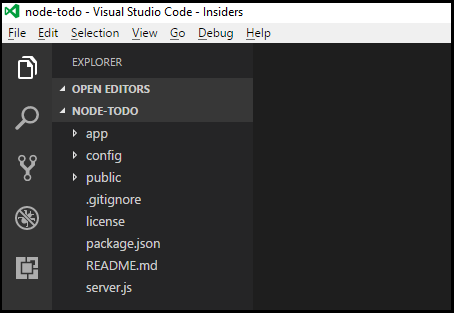 node-todo - Visual Studio Code - Insiders
File Edit Selection View Go Debug Help
EXPLORER
OPEN EDITORS
NODE-TODO
app
config
public
.gitignore
license
package.json
README.md
server.js